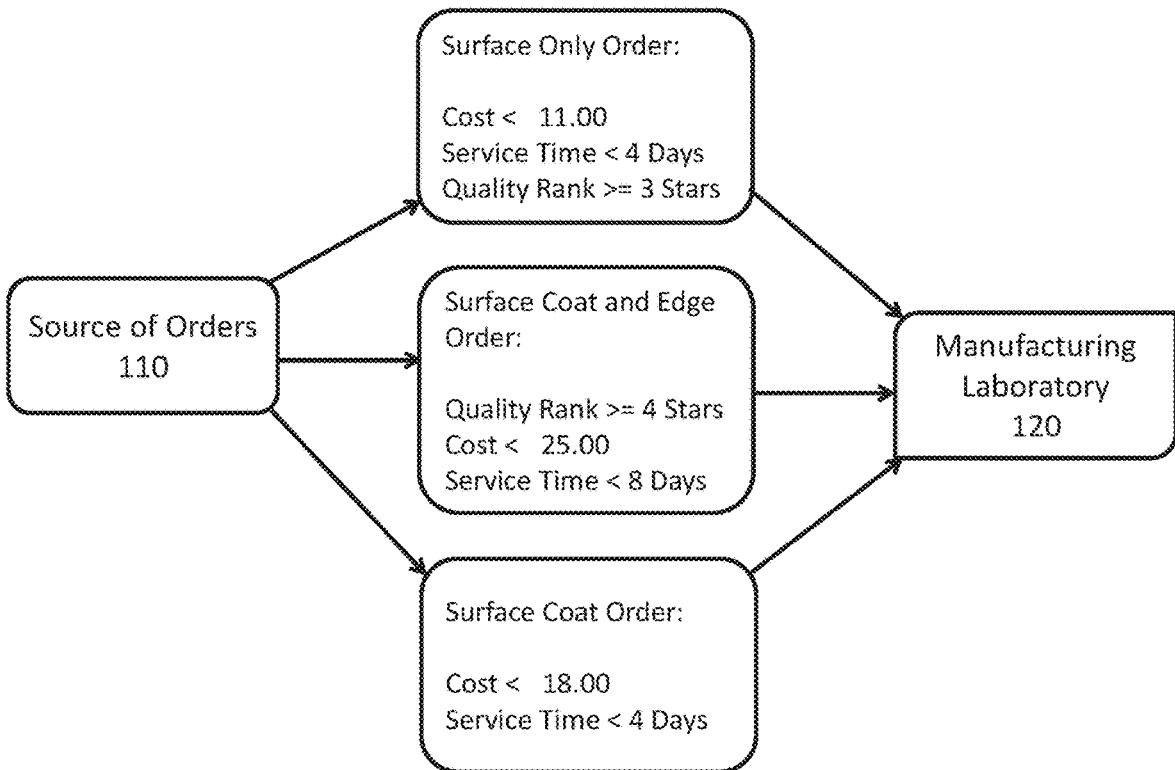 Surface Only Order:
Cost <  11.00
Service Time < 4 Days
Quality Rank >= 3 Stars
Source of Orders
110
Surface Coat and Edge
Order:
Quality Rank >= 4 Stars
Cost <  25.00
Service Time < 8 Days
Manufacturing
Laboratory
120
Surface Coat Order:
Cost <  18.00
Service Time < 4 Days